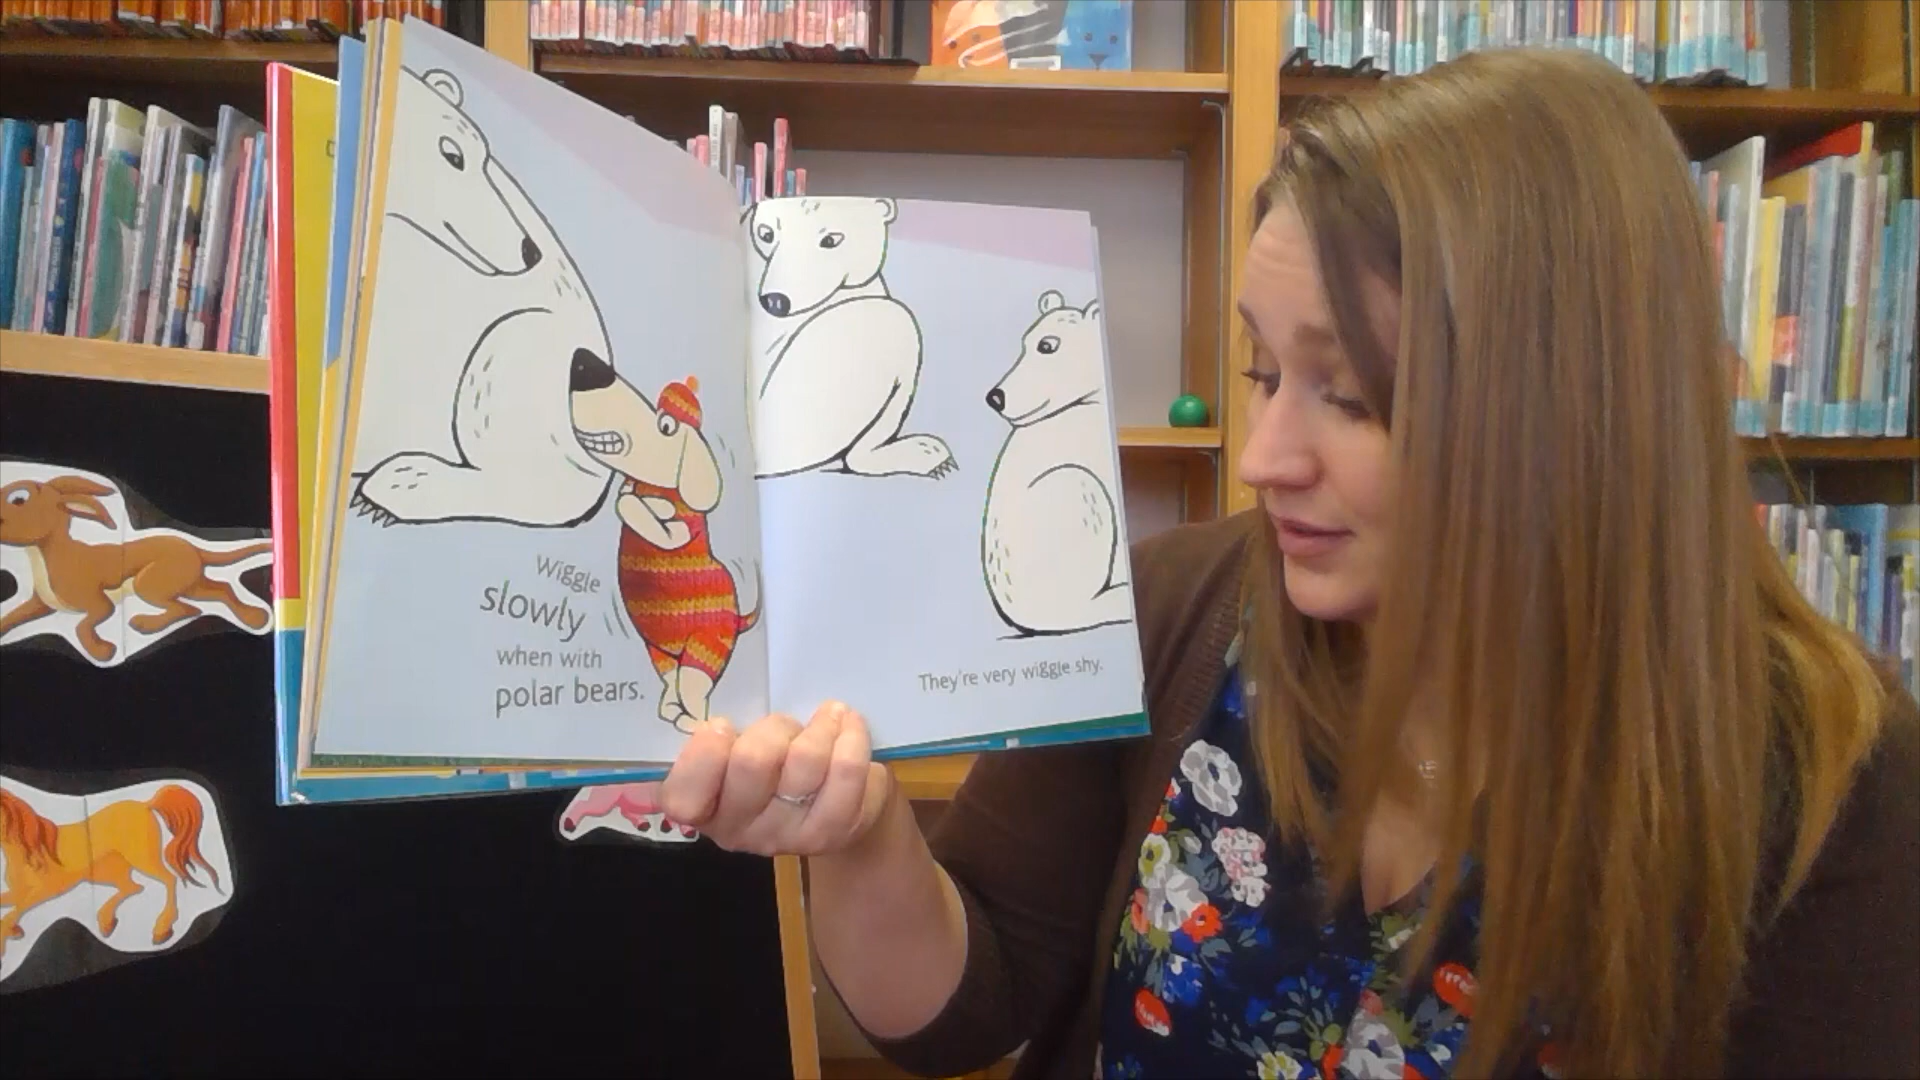 Wiggle
slowly
when with
polar bears.
They're very wiggle shy.